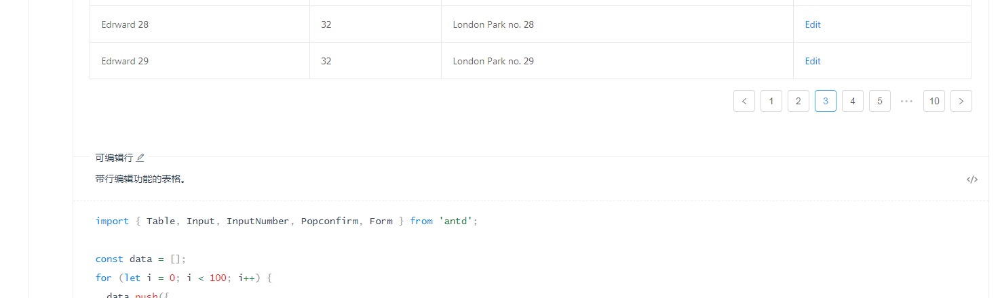 Edrward 28 32 London Park no. 28 Edit
Edrward 29 32 London Park no. 29 Edit
< 1 2 3 4 5 ••• 10 >
可编辑行
带行编辑功能的表格。 </>
import { Table, Input, InputNumber, Popconfirm, Form } from 'antd';
const data = [];
for (let i = 0; i < 100; i++) {
data.push({